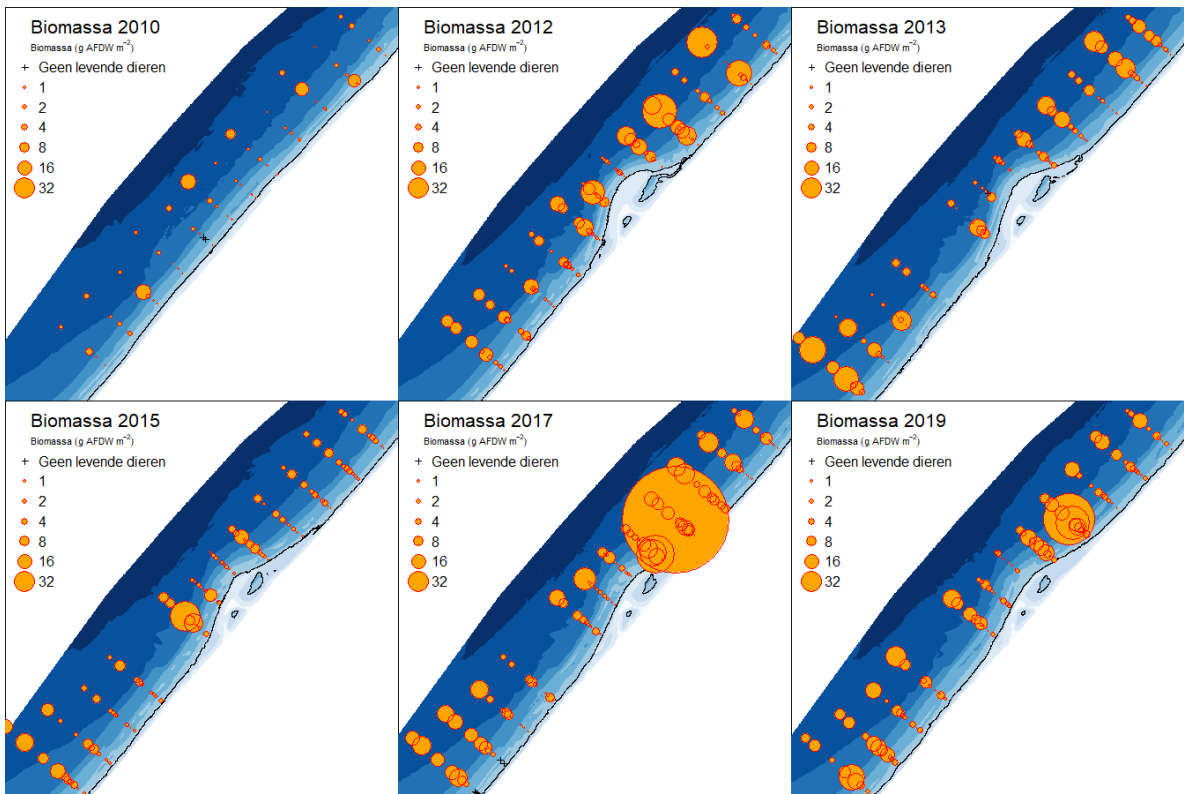 Biomassa 2010
Biomassa (g AFDW m⁻²)
Geen levende dieren
1
2
4
8
16
32
Biomassa 2012
Biomassa (g AFDW m⁻²)
Geen levende dieren
1
2
4
8
16
32
Biomassa 2013
Biomassa (g AFDW m⁻²)
Geen levende dieren
1
2
4
8
16
32
Biomassa 2015
Biomassa (g AFDW m⁻²)
Geen levende dieren
1
2
4
8
16
32
Biomassa 2017
Biomassa (g AFDW m⁻²)
Geen levende dieren
1
2
4
8
16
32
Biomassa 2019
Biomassa (g AFDW m⁻²)
Geen levende dieren
1
2
4
8
16
32